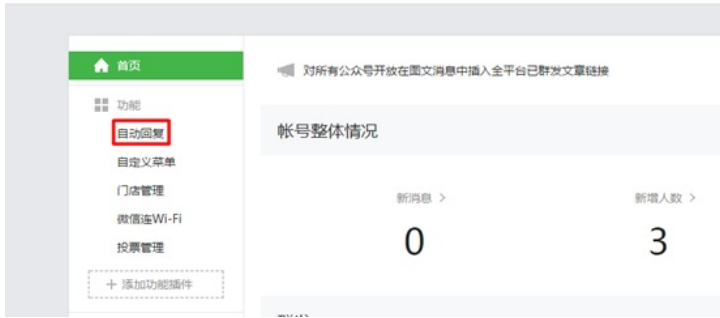 首页
对所有公众号开放在图文消息中插入全平台已群发文章链接
功能
自动回复
自定义菜单
门店管理
微信连Wi-Fi
投票管理
+ 添加功能插件
帐号整体情况
新消息 >
新增人数 >
0
3